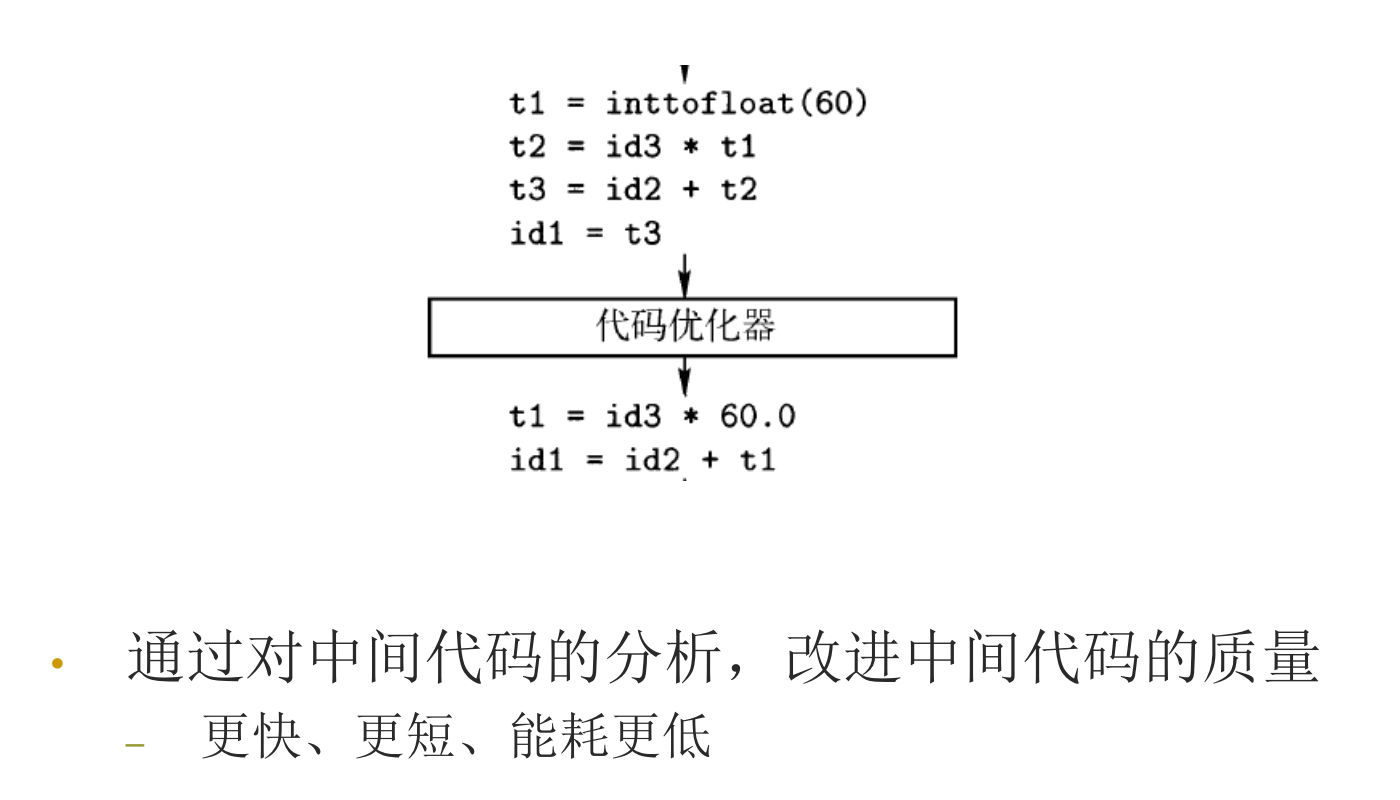 t1 = inttofloat(60)
t2 = id3 * t1
t3 = id2 + t2
id1 = t3
代码优化器
t1 = id3 * 60.0
id1 = id2 + t1
• 通过对中间代码的分析，改进中间代码的质量
– 更快、更短、能耗更低